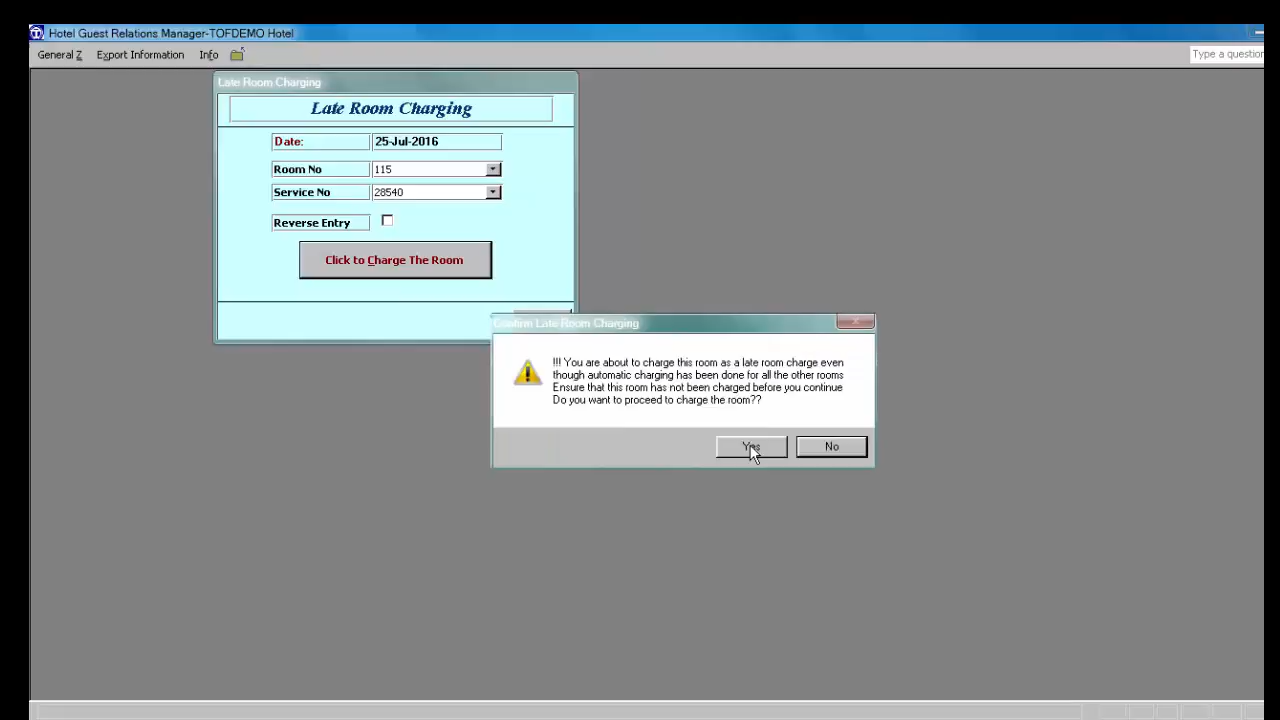 Hotel Guest Relations Manager-TOFDEMO Hotel
General Z Export Information Info
Type a question
Late Room Charging
Late Room Charging
Date: 25-Jul-2016
Room No 115
Service No 28540
Reverse Entry
Click to Charge The Room
Confirm Late Room Charging
!!! You are about to charge this room as a late room charge even
though automatic charging has been done for all the other rooms
Ensure that this room has not been charged before you continue
Do you want to proceed to charge the room??
Yes No